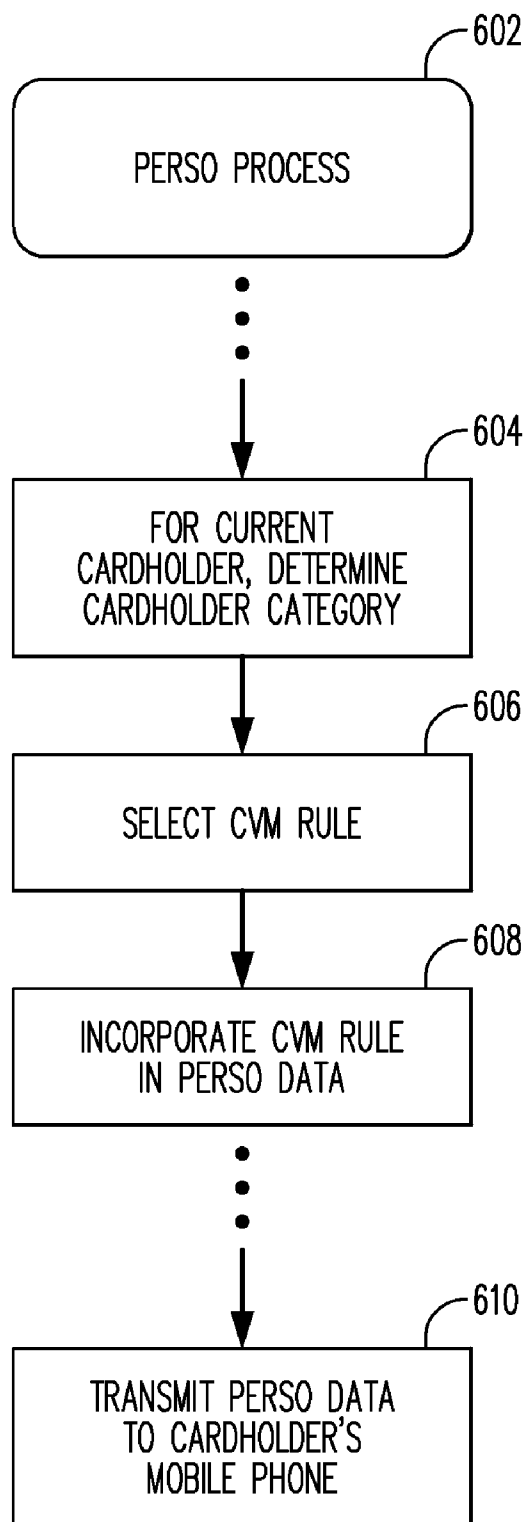 602
PERSO PROCESS
604
FOR CURRENT
CARDHOLDER, DETERMINE
CARDHOLDER CATEGORY
606
SELECT CVM RULE
608
INCORPORATE CVM RULE
IN PERSO DATA
610
TRANSMIT PERSO DATA
TO CARDHOLDER'S
MOBILE PHONE